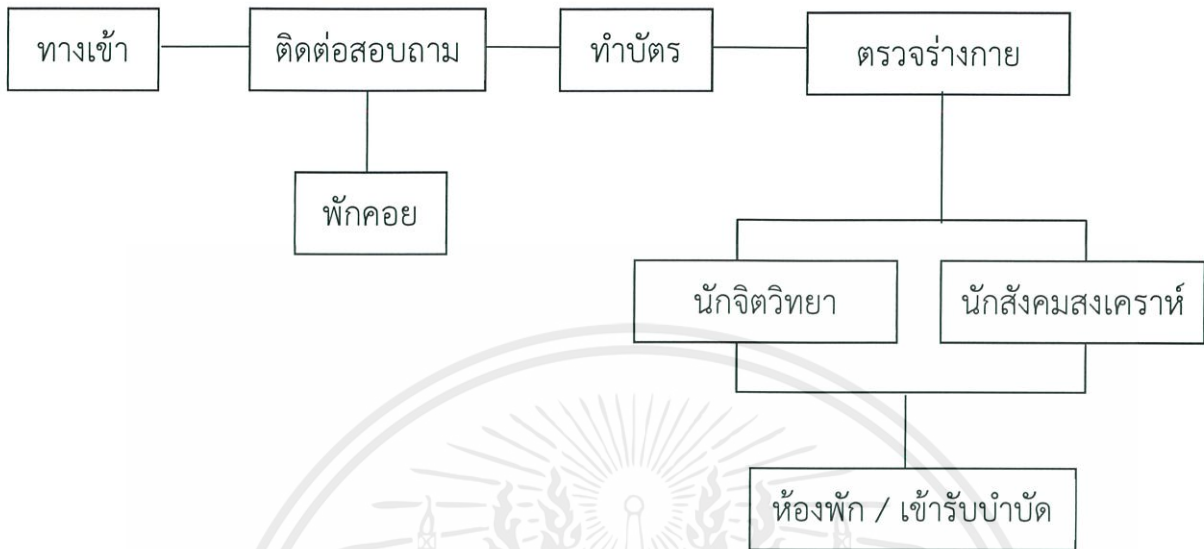 ทางเข้า
ติดต่อสอบถาม
ทำบัตร
ตรวจร่างกาย
พักคอย
นักจิตวิทยา
นักสังคมสงเคราห์
ห้องพัก / เข้ารับบำบัด